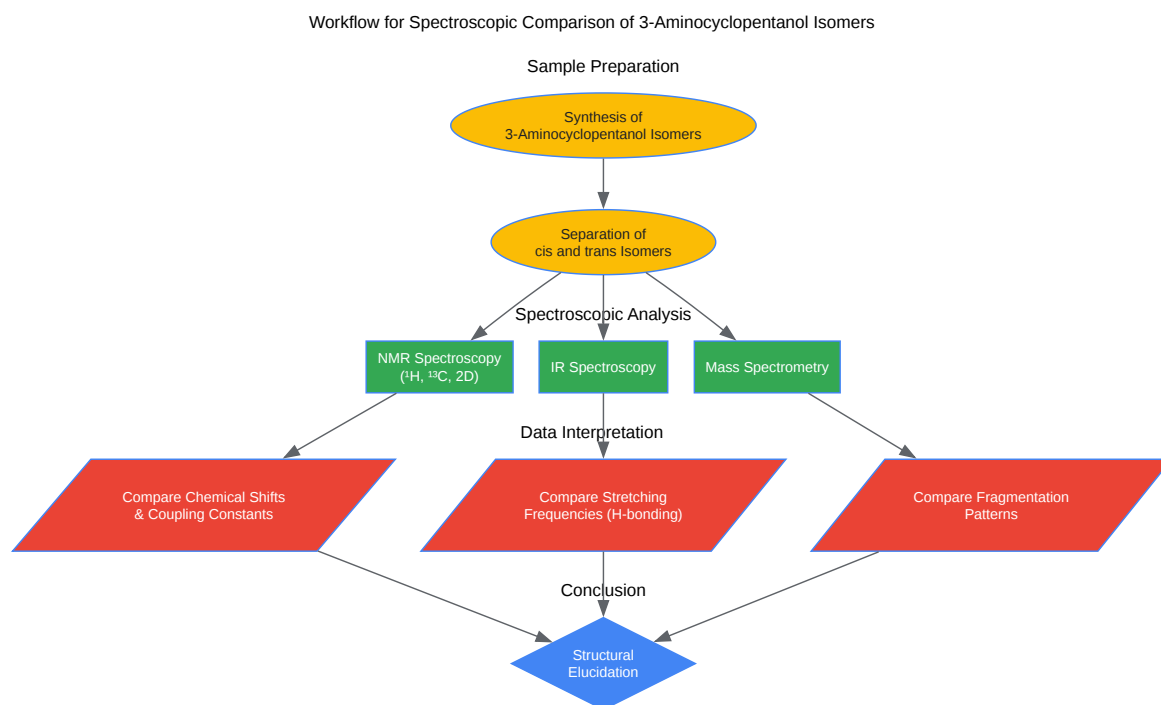 Workflow for Spectroscopic Comparison of 3-Aminocyclopentanol Isomers
Sample Preparation
Synthesis of
3-Aminocyclopentanol Isomers
Separation of
cis and trans Isomers
Spectroscopic Analysis
NMR Spectroscopy
(¹H, ¹³C, 2D)
IR Spectroscopy
Mass Spectrometry
Data Interpretation
Compare Chemical Shifts
& Coupling Constants
Compare Stretching
Frequencies (H-bonding)
Compare Fragmentation
Patterns
Conclusion
Structural
Elucidation